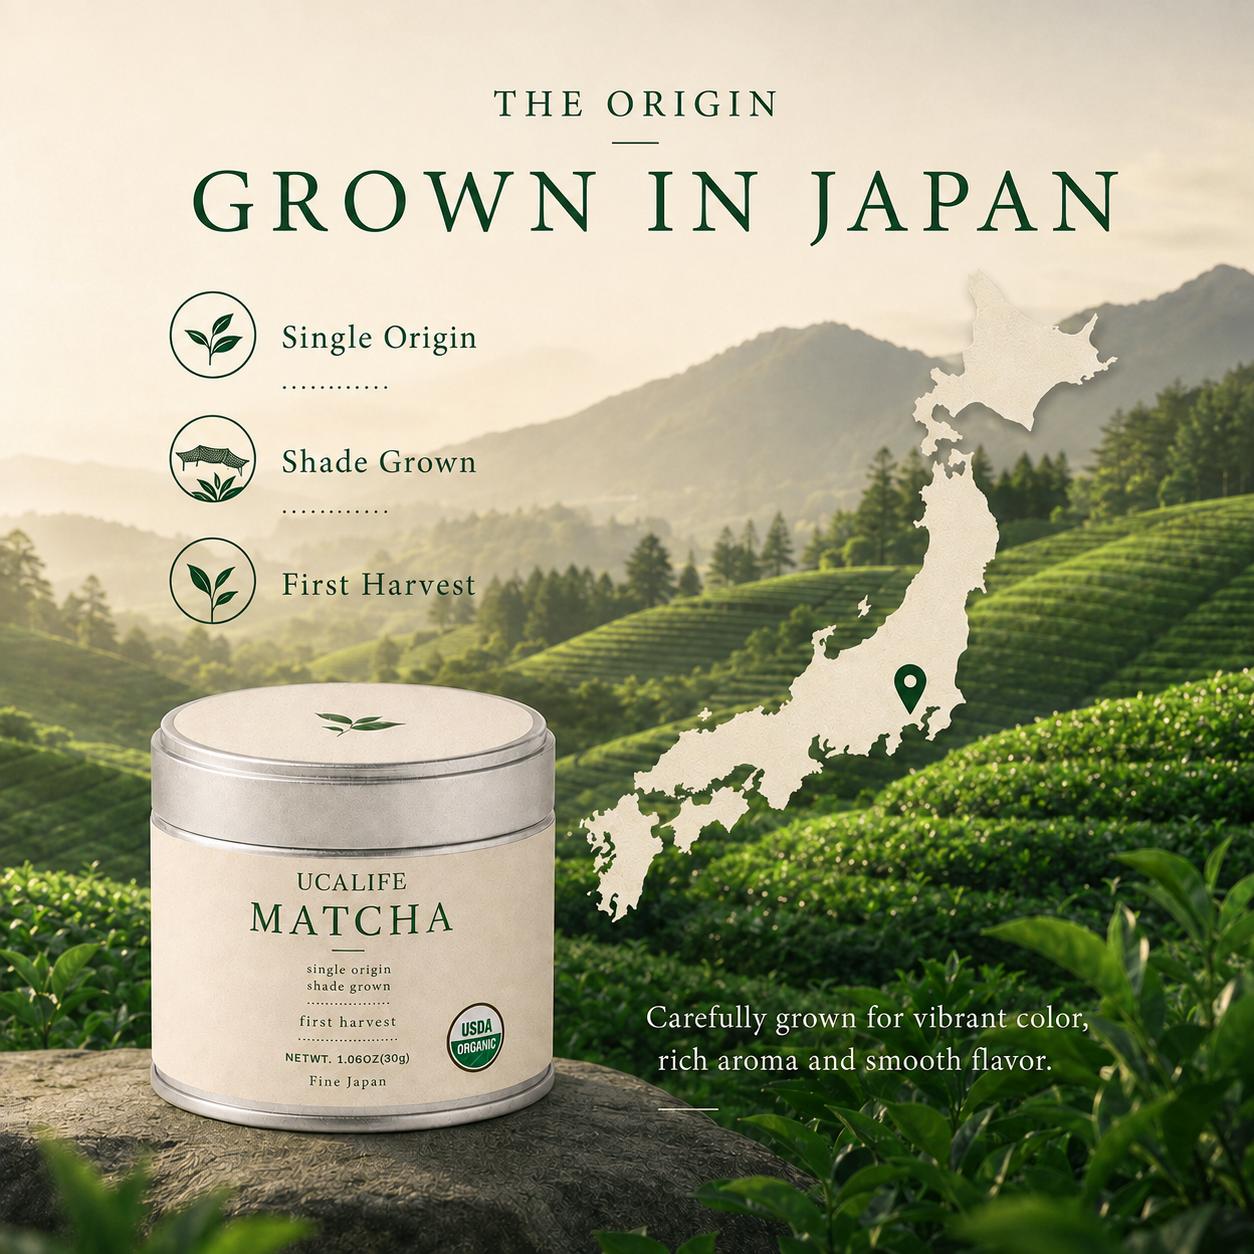 THE ORIGIN
GROWN IN JAPAN
Single Origin
Shade Grown
First Harvest
UCALIFE
MATCHA
single origin
shade grown
first harvest
NETWT. 1.06OZ(30g)
Fine Japan
USDA
ORGANIC
Carefully grown for vibrant color,
rich aroma and smooth flavor.